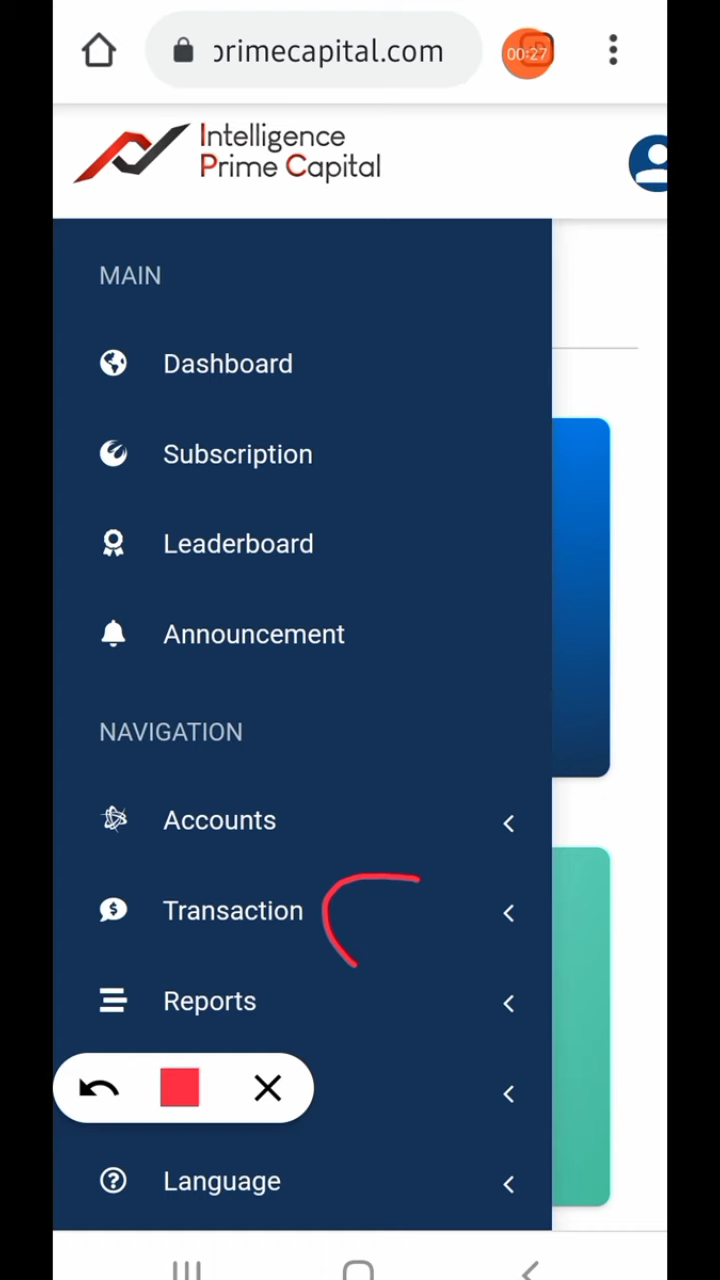 primecapital.com
00:27
Intelligence
Prime Capital
MAIN
Dashboard
Subscription
Leaderboard
Announcement
NAVIGATION
Accounts
Transaction
Reports
Language